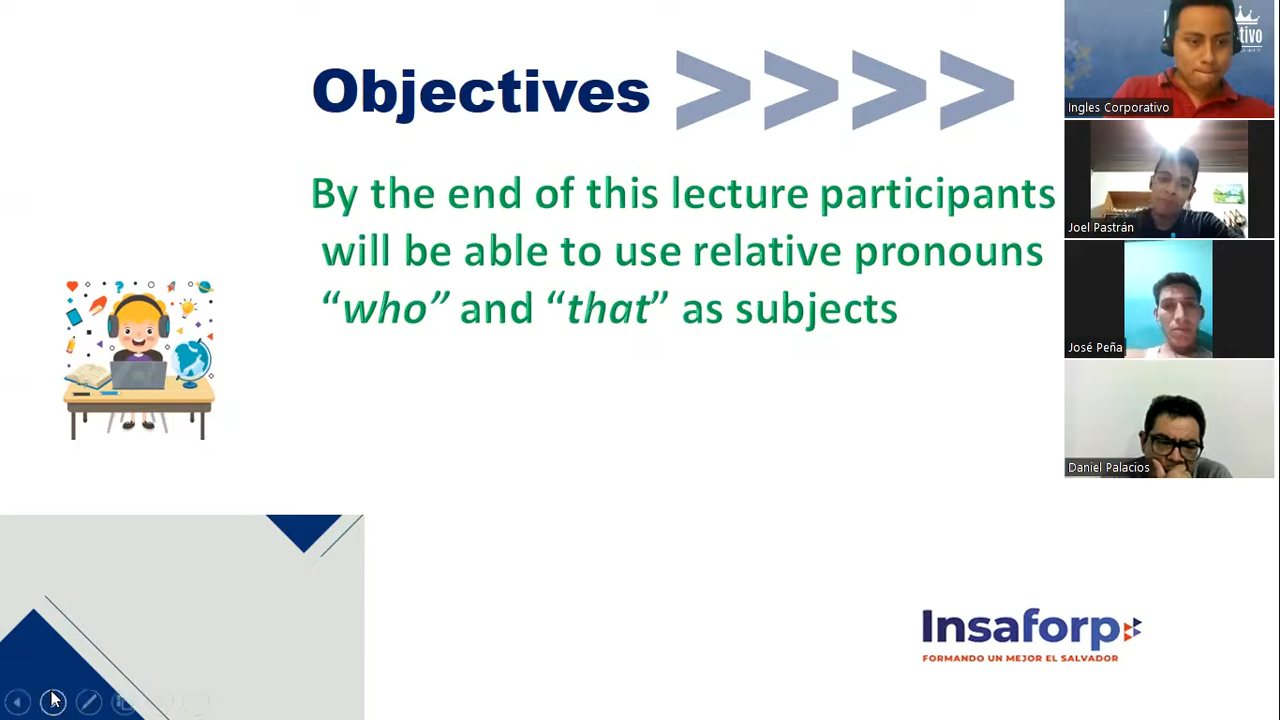 Objectives
By the end of this lecture participants
will be able to use relative pronouns
“who” and “that” as subjects
Insaforp
FORMANDO UN MEJOR EL SALVADOR
Ingles Corporativo
Joel Pastrán
José Peña
Daniel Palacios